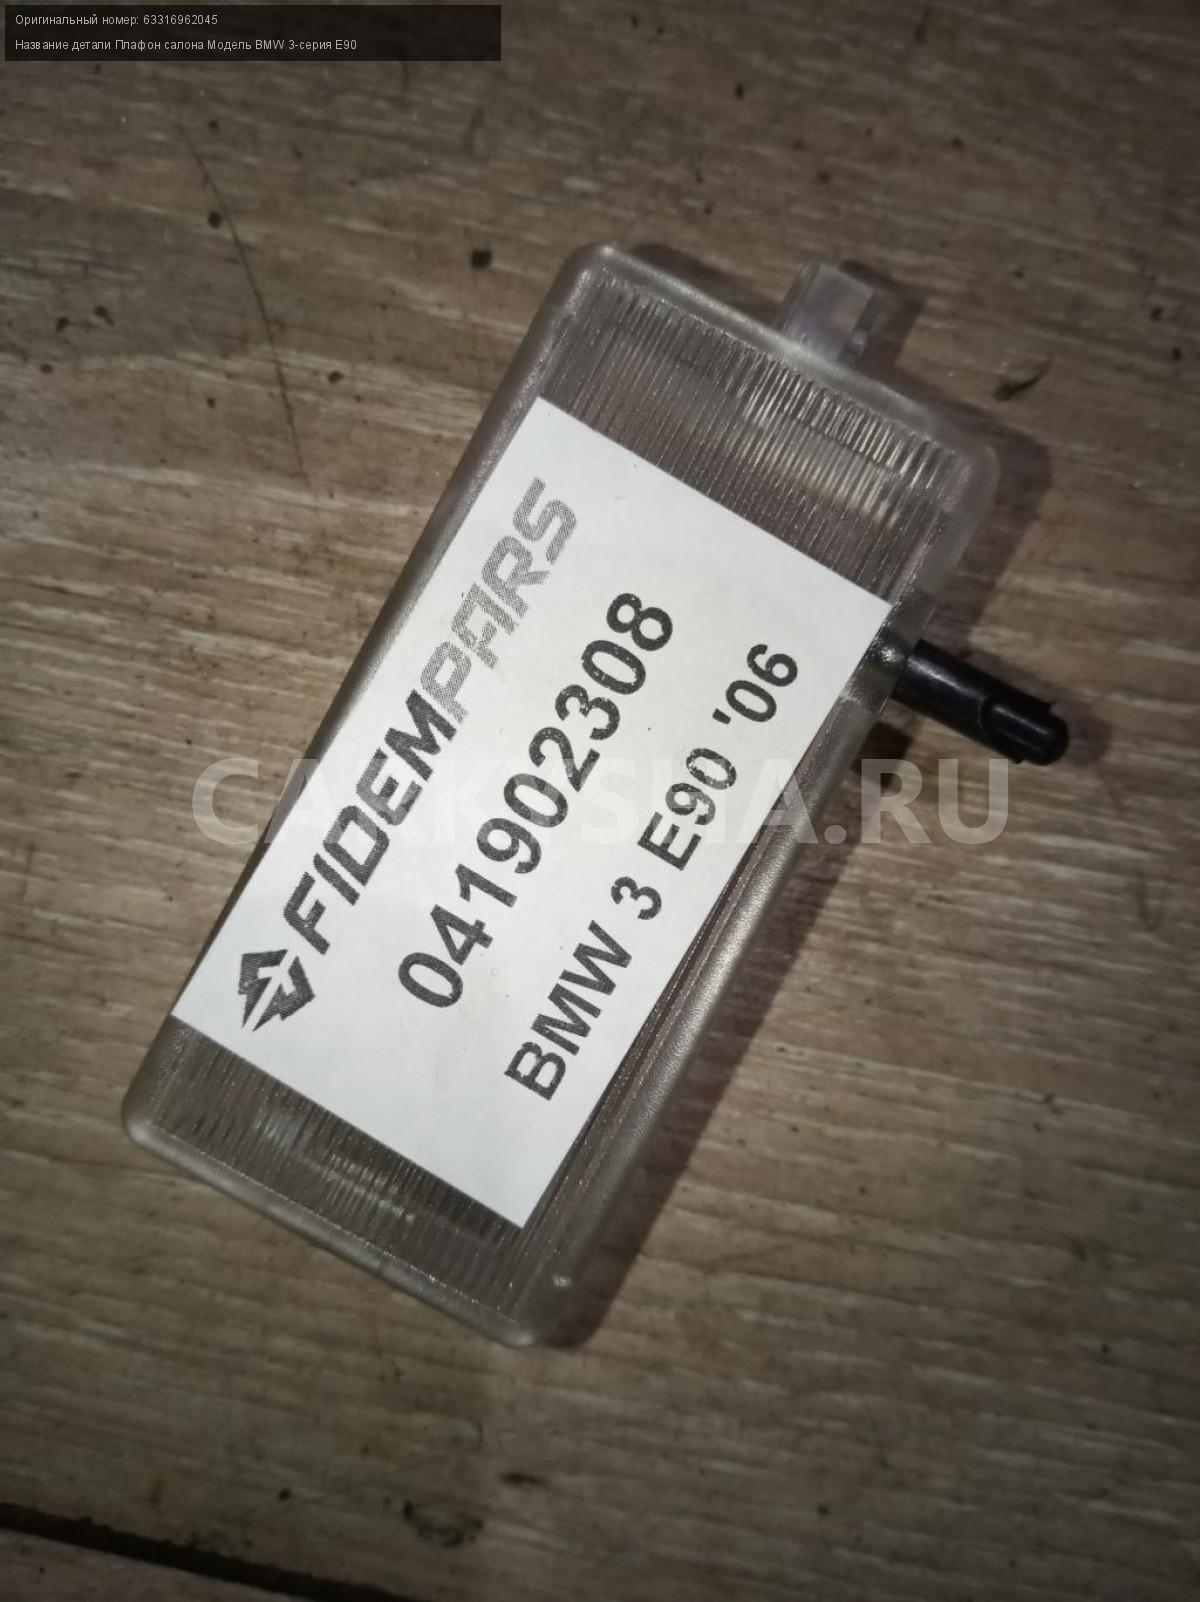 Оригинальный номер: 63316962045
Название детали Плафон салона Модель BMW 3-серия E90
FIDEMPARS
041902308
BMW 3 E90 '06
CARKYSHA.RU